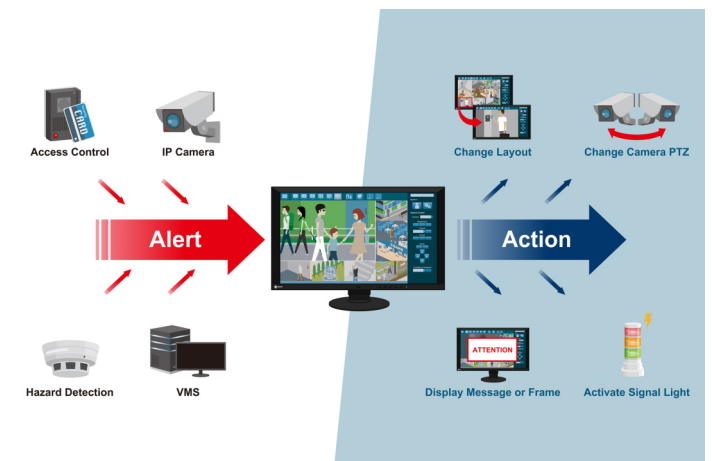 CARD
Access Control
IP Camera
Change Layout
Change Camera PTZ
Alert
Action
ATTENTION
Hazard Detection
VMS
Display Message or Frame
Activate Signal Light